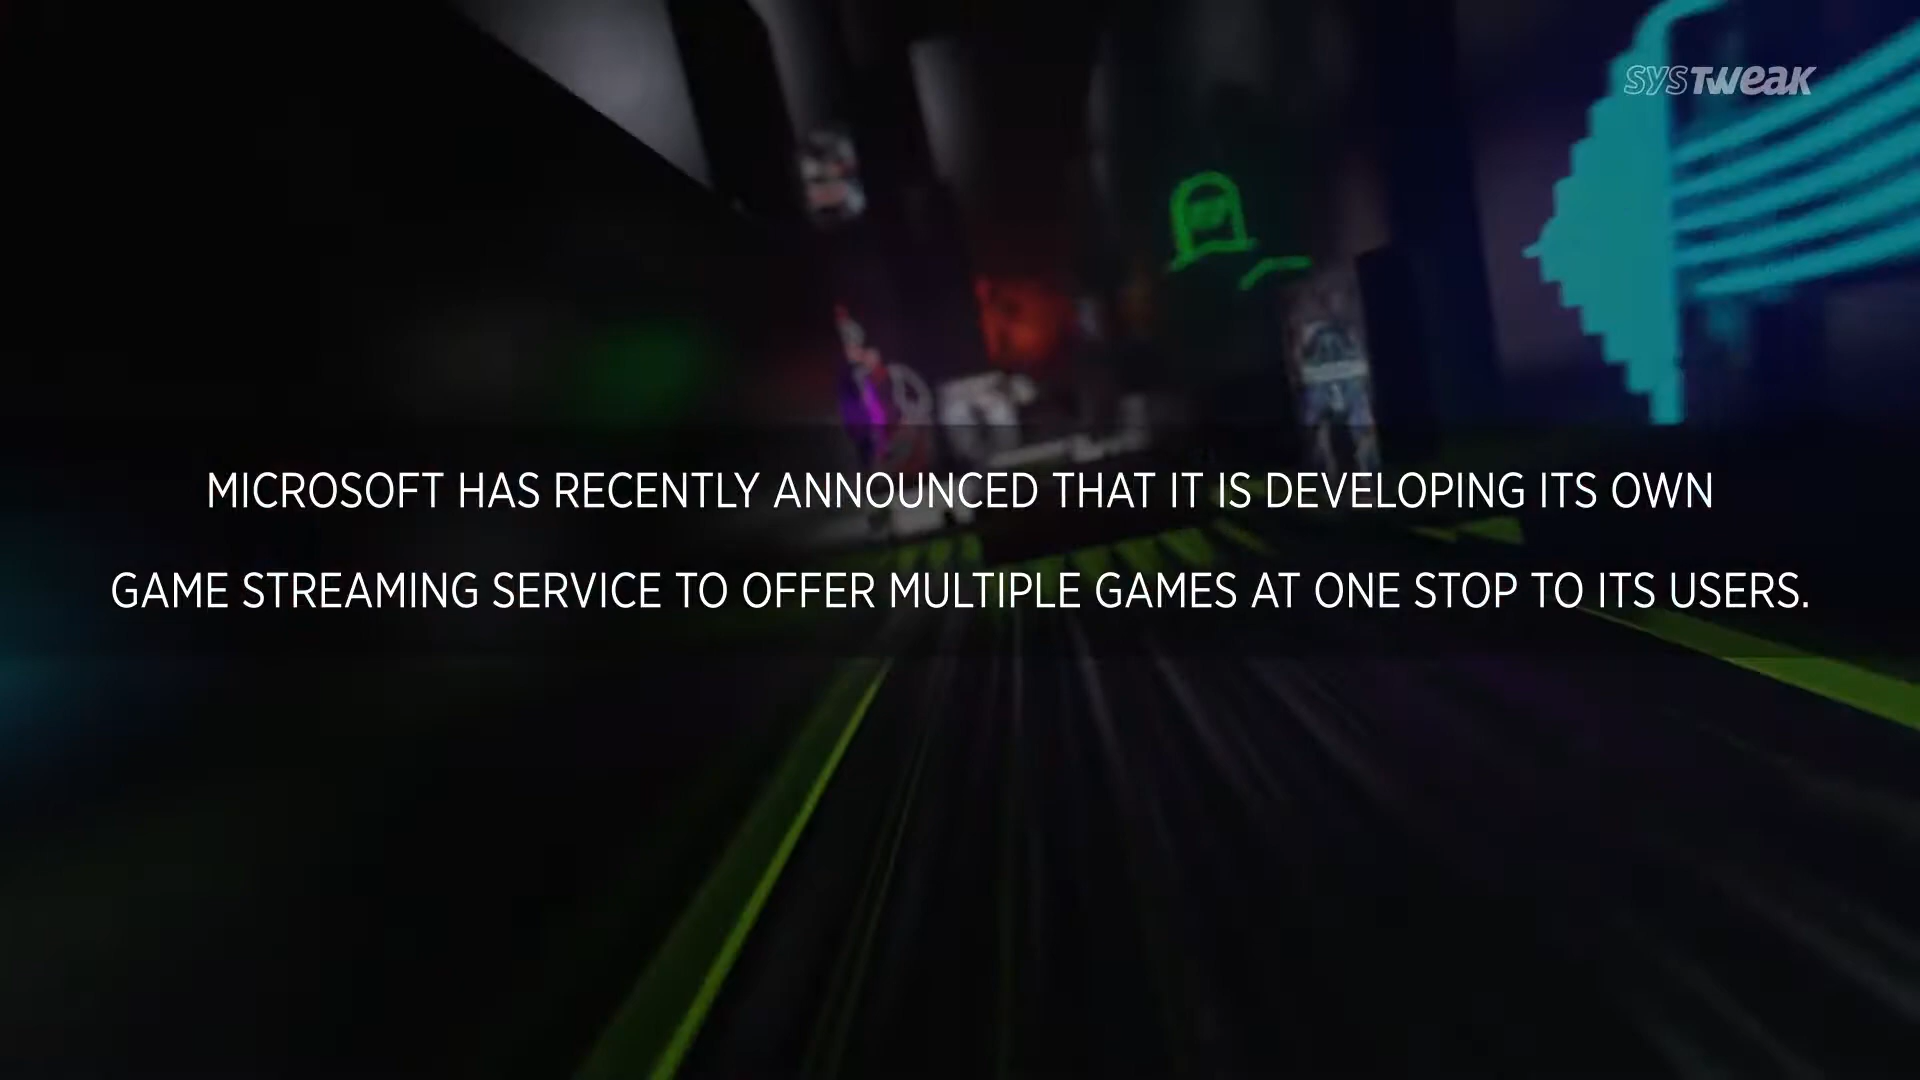 SYSTWEAK
MICROSOFT HAS RECENTLY ANNOUNCED THAT IT IS DEVELOPING ITS OWN
GAME STREAMING SERVICE TO OFFER MULTIPLE GAMES AT ONE STOP TO ITS USERS.